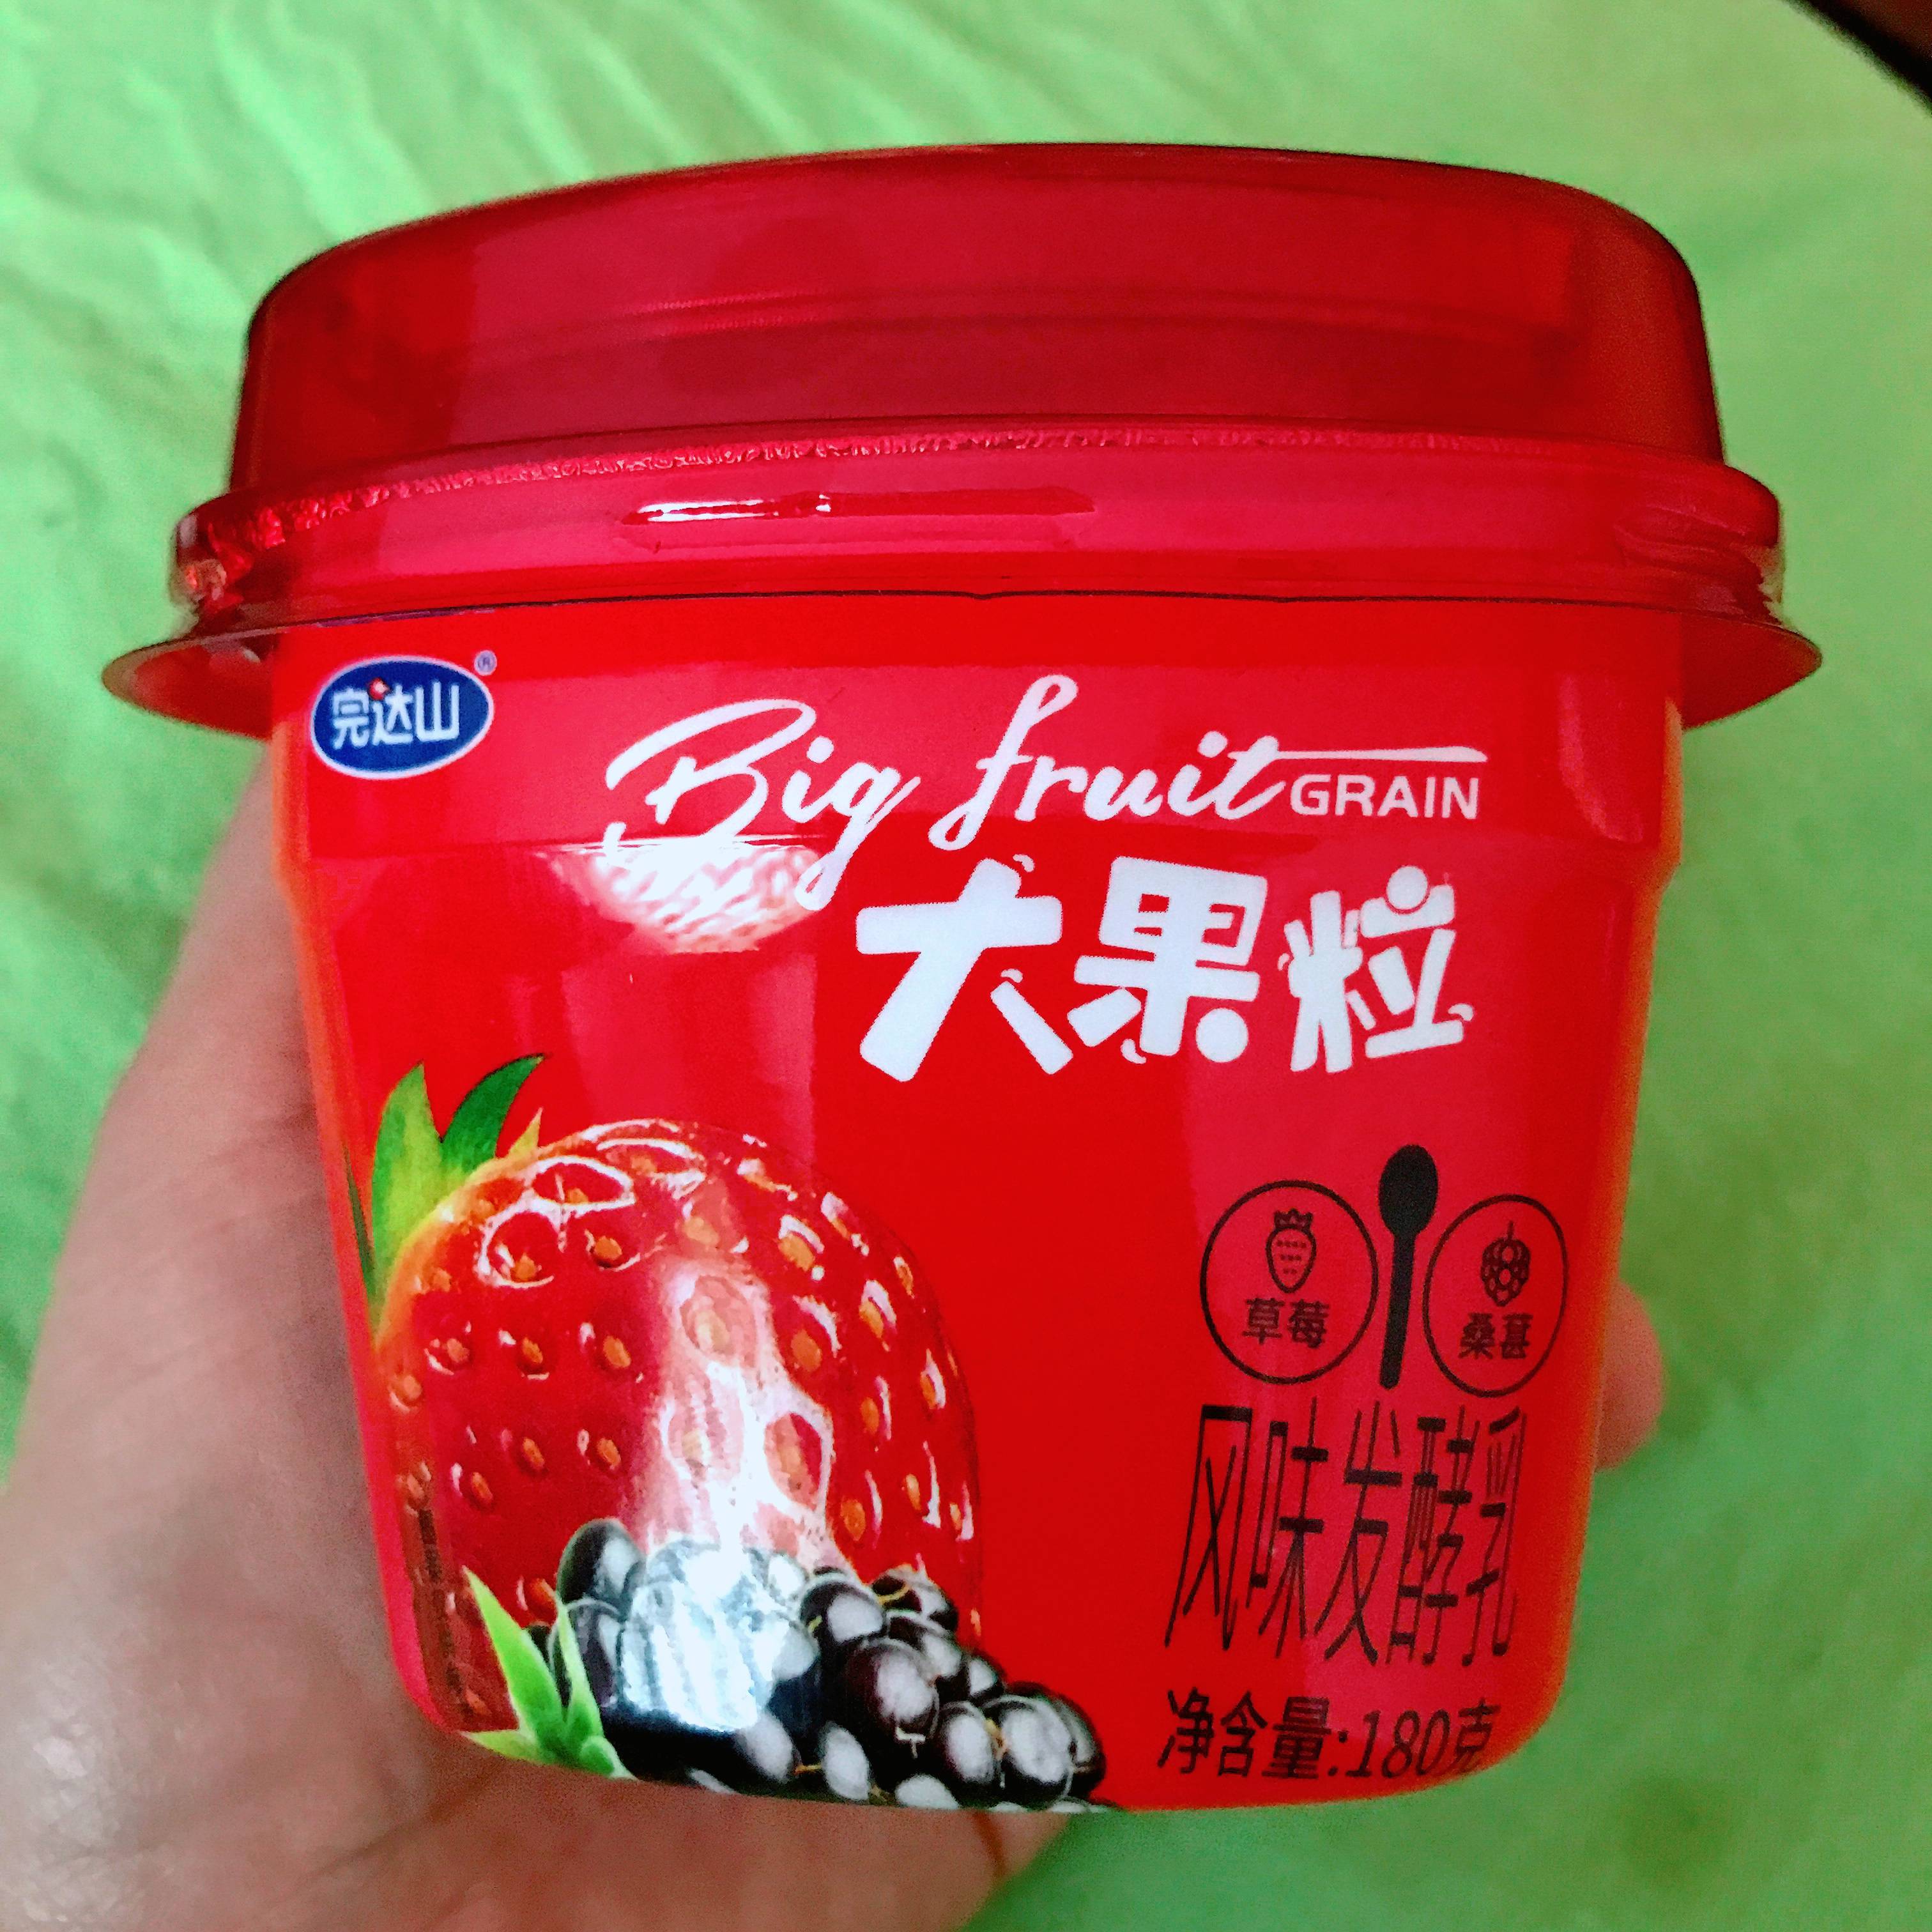 完达山®
Big fruit GRAIN
大果粒
草莓
桑葚
风味发酵乳
净含量:180克